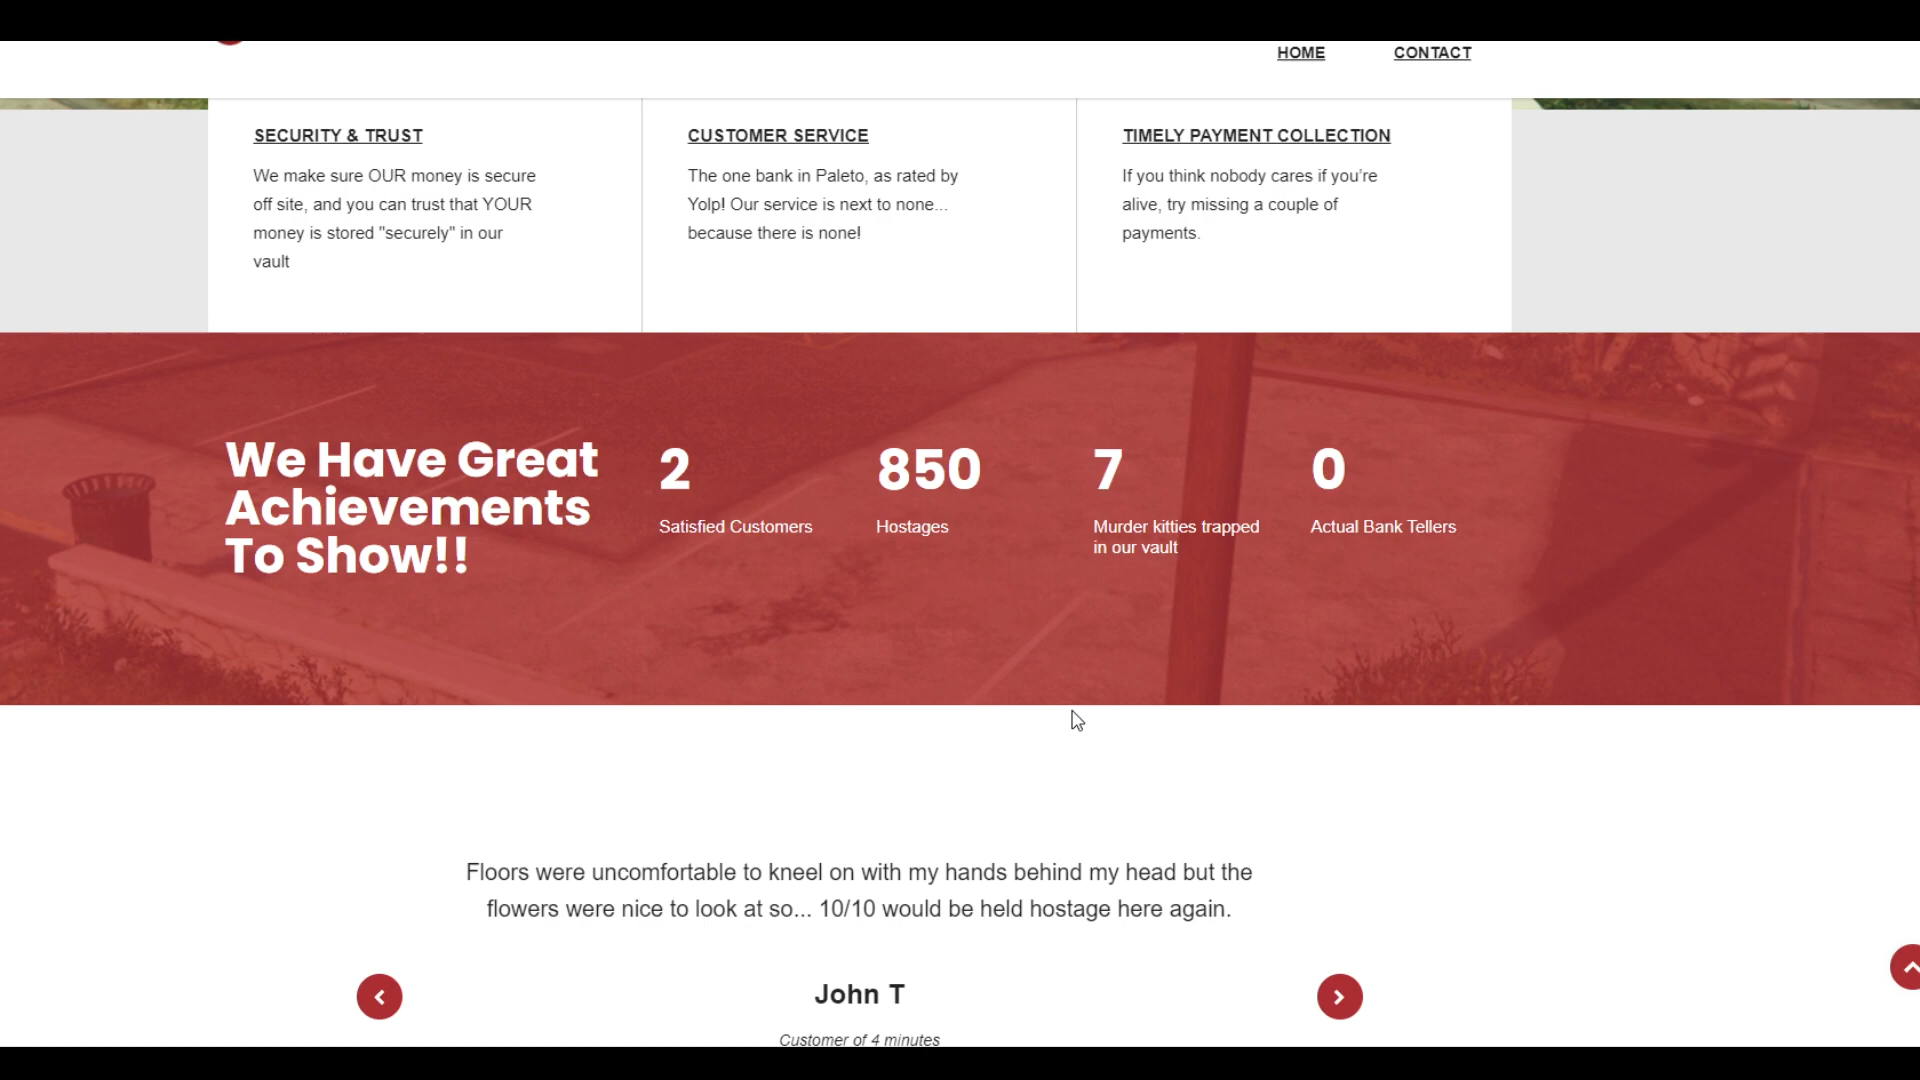 HOME
CONTACT
SECURITY & TRUST
We make sure OUR money is secure
off site, and you can trust that YOUR
money is stored "securely" in our
vault
CUSTOMER SERVICE
The one bank in Paleto, as rated by
Yolp! Our service is next to none...
because there is none!
TIMELY PAYMENT COLLECTION
If you think nobody cares if you're
alive, try missing a couple of
payments.
We Have Great
Achievements
To Show!!
2
Satisfied Customers
850
Hostages
7
Murder kitties trapped
in our vault
0
Actual Bank Tellers
Floors were uncomfortable to kneel on with my hands behind my head but the
flowers were nice to look at so... 10/10 would be held hostage here again.
John T
Customer of 4 minutes